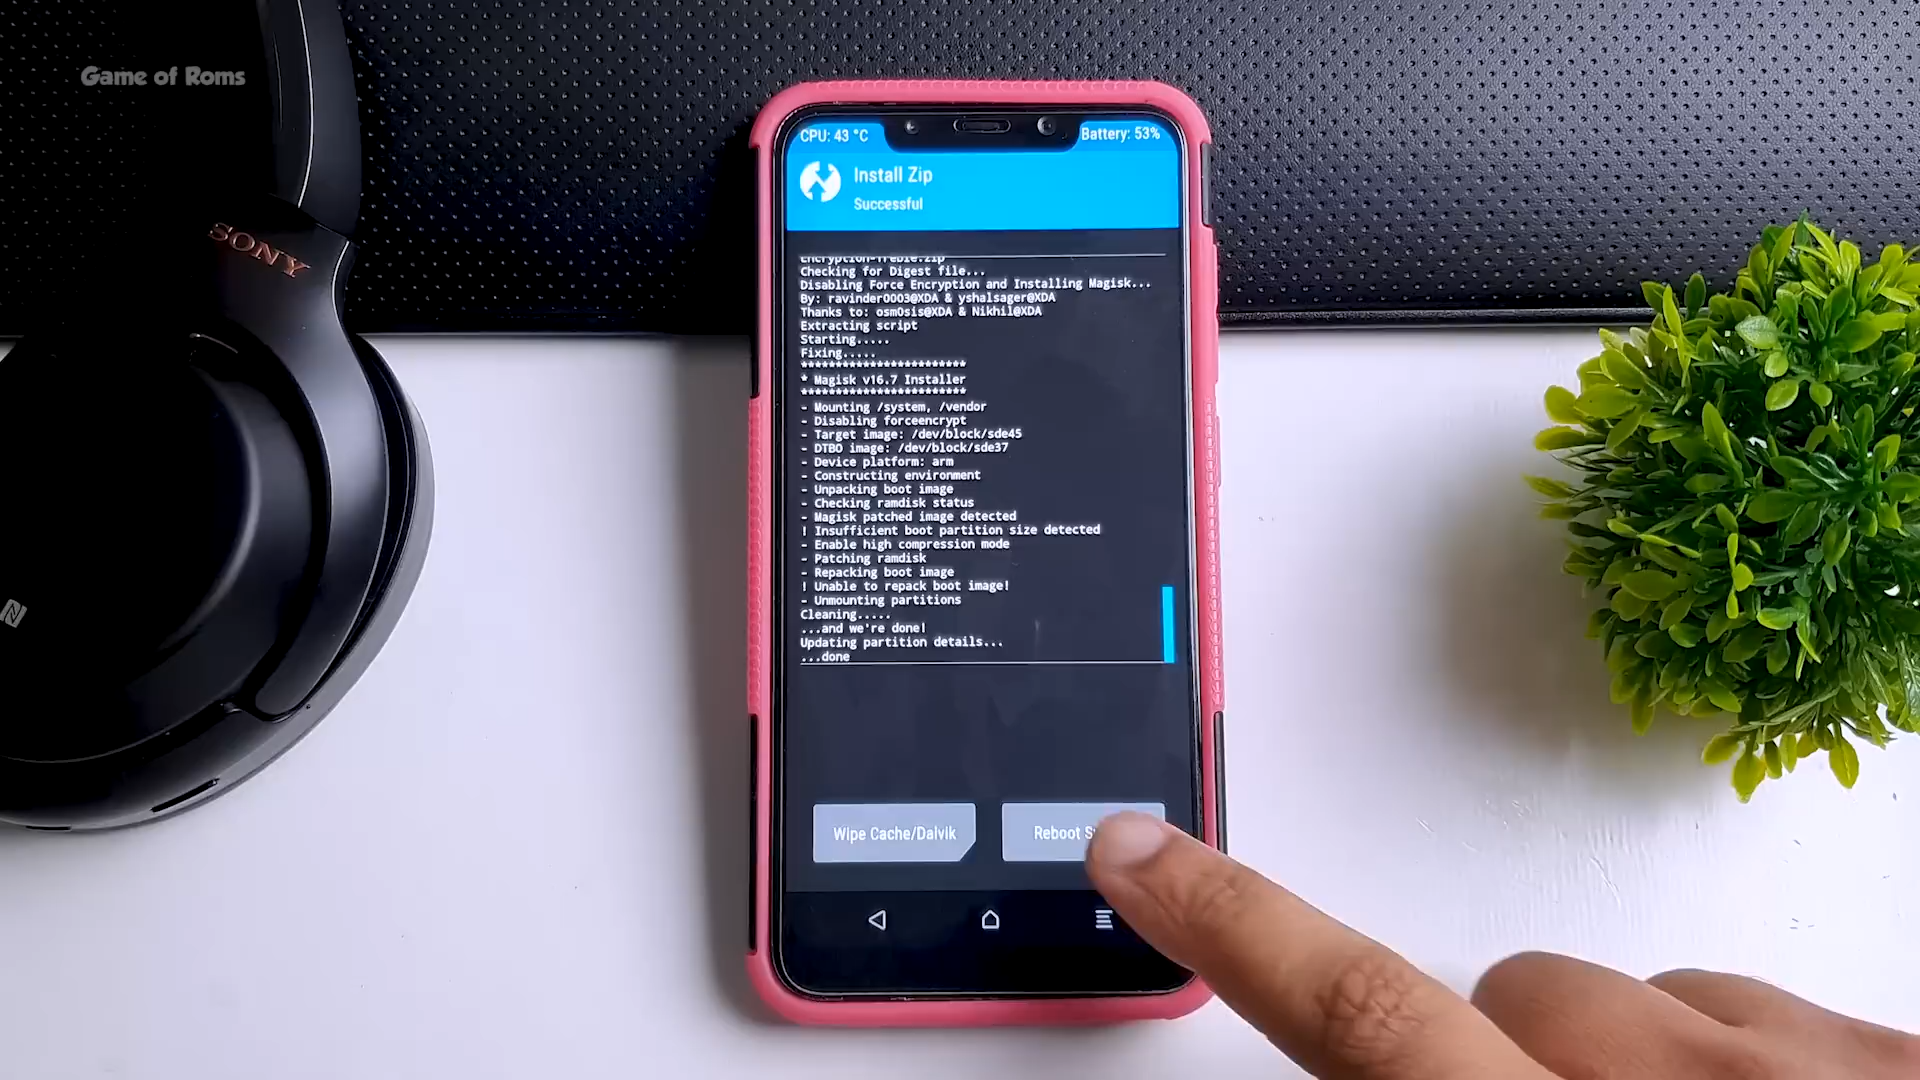 Game of Roms
SONY
CPU: 43 °C
Battery: 53%
Install Zip
Successful
Encryption-Treble.zip
Checking for Digest file...
Disabling Force Encryption and Installing Magisk...
By: ravinder0003@XDA & yshalsager@XDA
Thanks to: osm0sis@XDA & Nikhil@XDA
Extracting script
Starting.....
Fixing.....
************************
* Magisk v16.7 Installer
************************
- Mounting /system, /vendor
- Disabling forceencrypt
- Target image: /dev/block/sde45
- DTBO image: /dev/block/sde37
- Device platform: arm
- Constructing environment
- Unpacking boot image
- Checking ramdisk status
- Magisk patched image detected
! Insufficient boot partition size detected
- Enable high compression mode
- Patching ramdisk
- Repacking boot image
! Unable to repack boot image!
- Unmounting partitions
Cleaning.....
...and we're done!
Updating partition details...
...done
Wipe Cache/Dalvik
Reboot